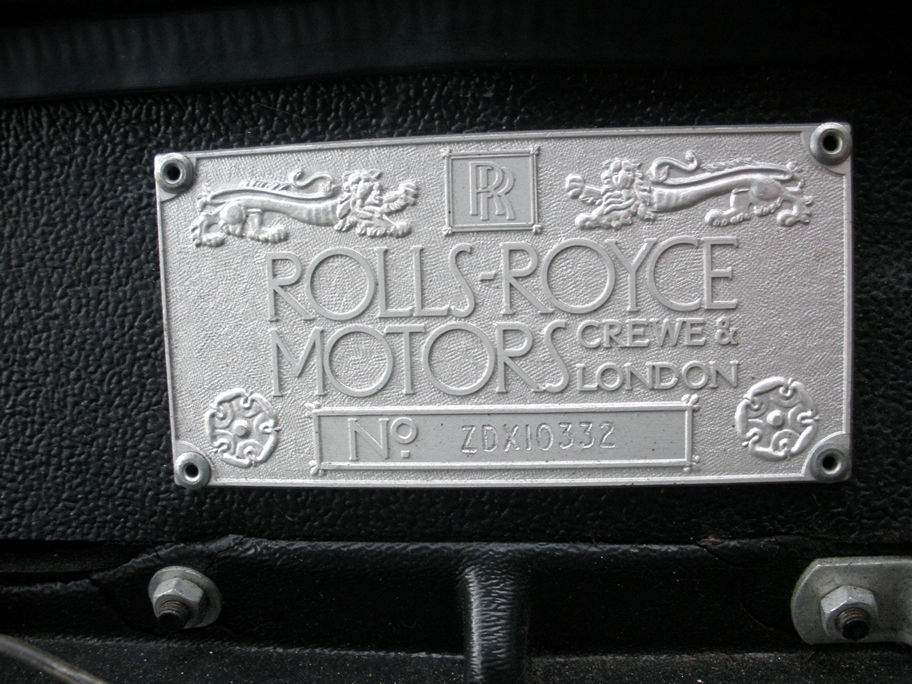 RR
ROLLS-ROYCE
MOTORS CREWE &
LONDON
No. ZDX10332